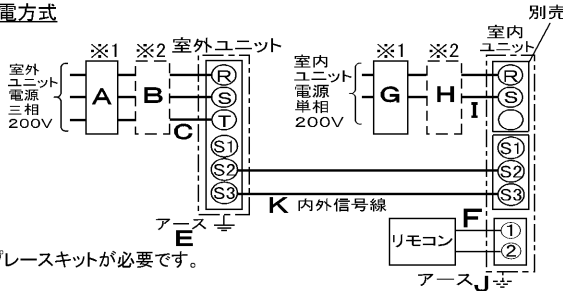 電方式
別売
※1 ※2 室外ユニット
※1 ※2 室内ユニット
室外
ユニット
電源
三相
200V
A
B
C
R
S
T
S1
S2
S3
アース
E
室内
ユニット
電源
単相
200V
G
H
I
R
S
S1
S2
S3
K 内外信号線
F
リモコン
1
2
アース J
プレースキットが必要です。